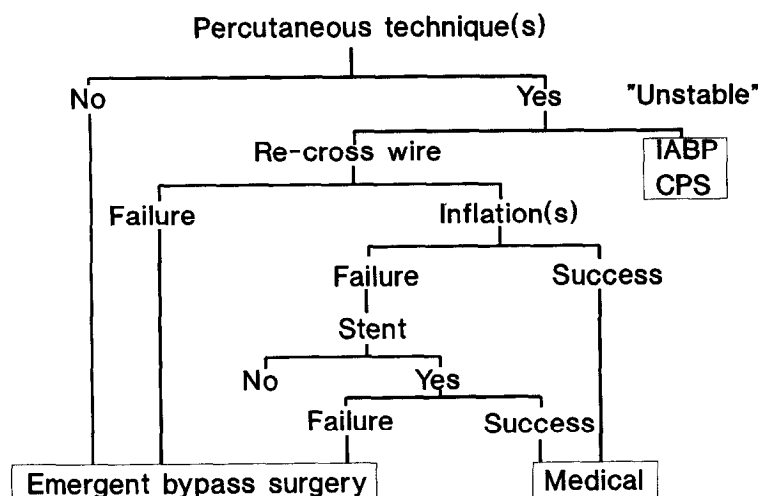 Percutaneous technique(s)
No
Yes
"Unstable"
Re-cross wire
IABP
CPS
Failure
Inflation(s)
Failure
Success
Stent
No
Yes
Failure
Success
Emergent bypass surgery
Medical